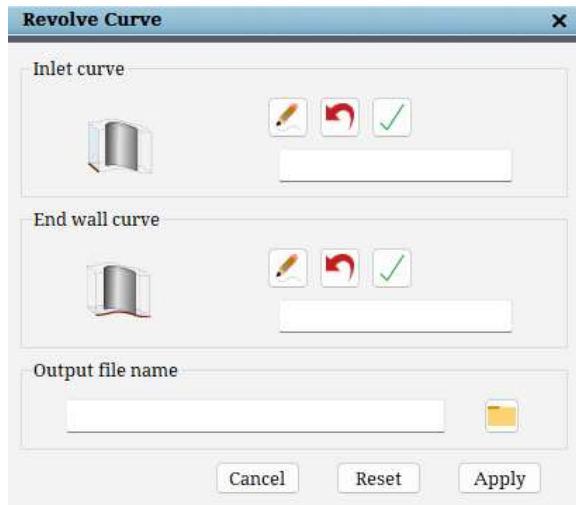 Revolve Curve
Inlet curve
End wall curve
Output file name
Cancel Reset Apply